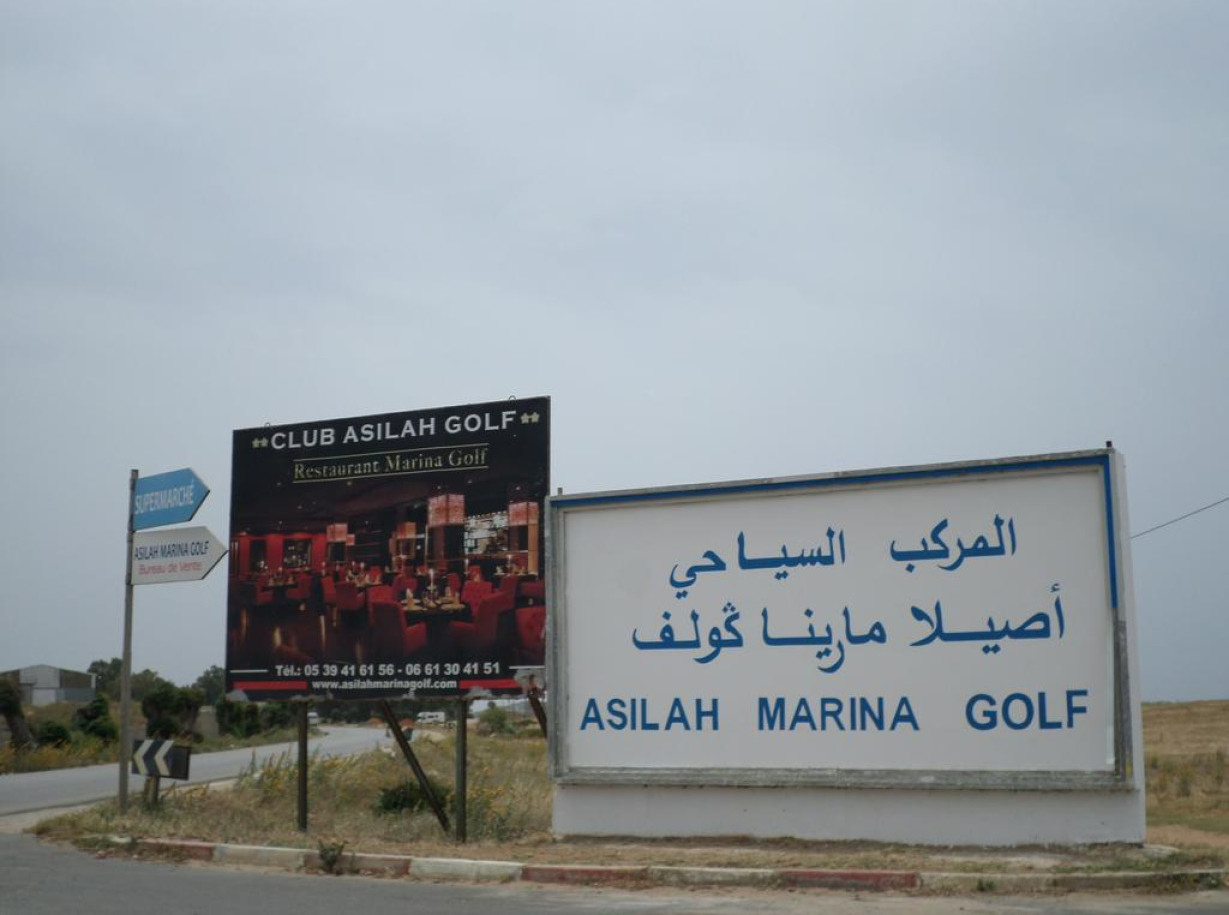 SUPERMARCHÉ
ASILAH MARINA GOLF
Bureau de Vente
CLUB ASILAH GOLF
Restaurant Marina Golf
Tél.: 05 39 41 61 56 - 06 61 30 41 51
www.asilahmarinagolf.com
المركب السياحي
أصيلا مارينا ڭولف
ASILAH MARINA GOLF